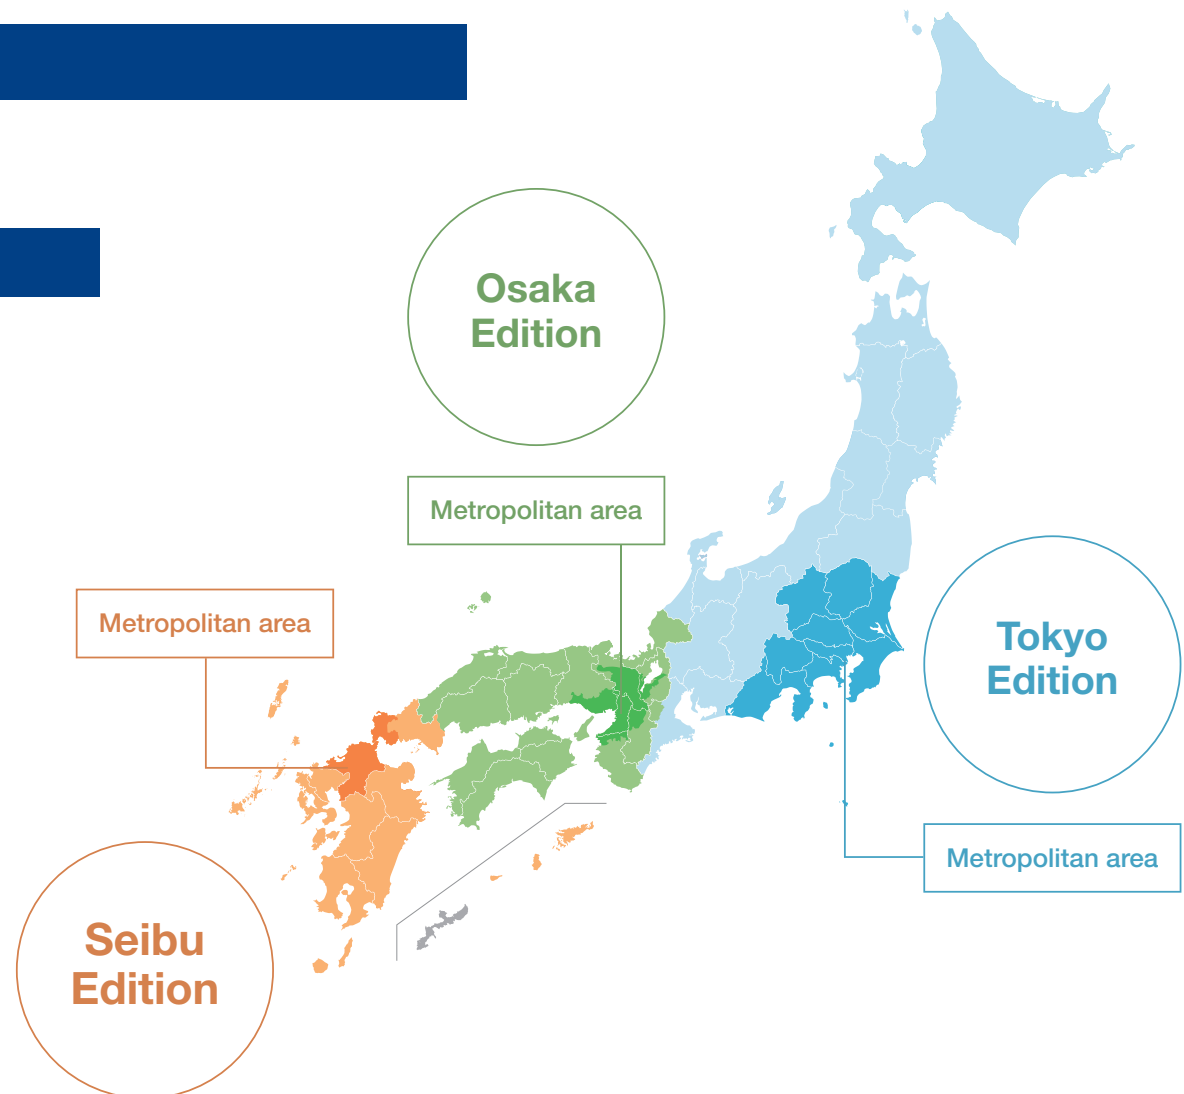 Osaka
Edition
Metropolitan area
Metropolitan area
Tokyo
Edition
Metropolitan area
Seibu
Edition